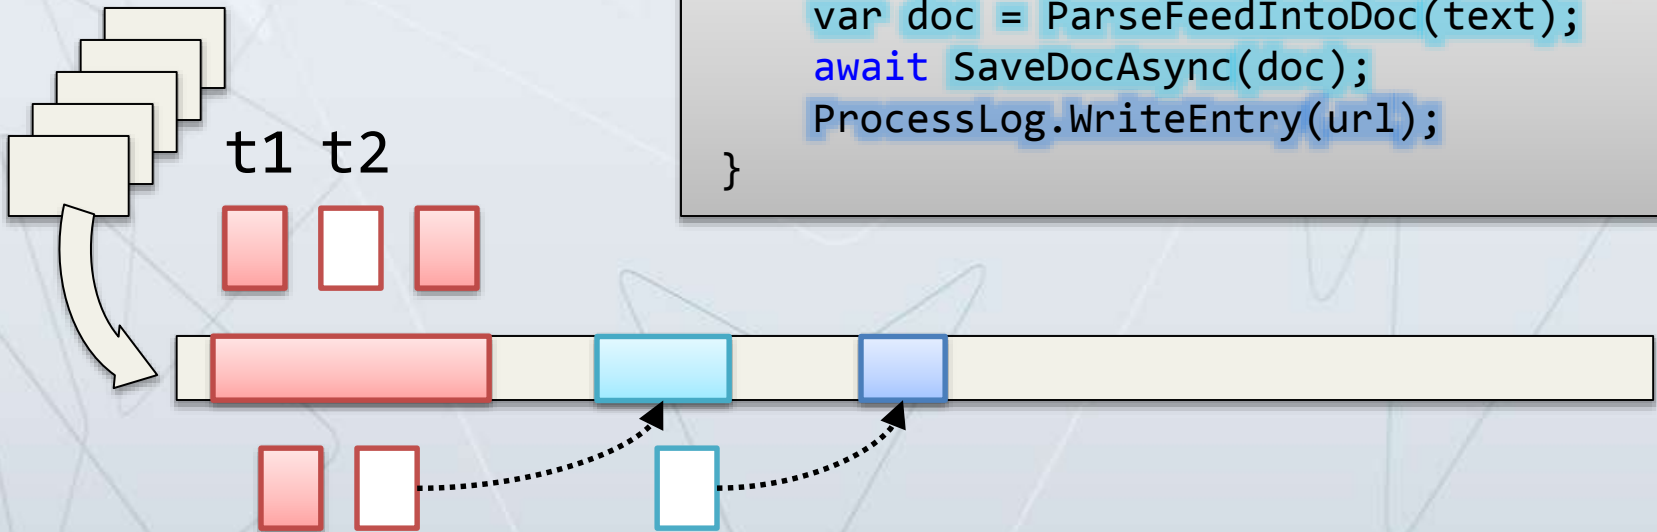 var doc = ParseFeedIntoDoc(text);
await SaveDocAsync(doc);
ProcessLog.WriteEntry(url);
}
t1 t2